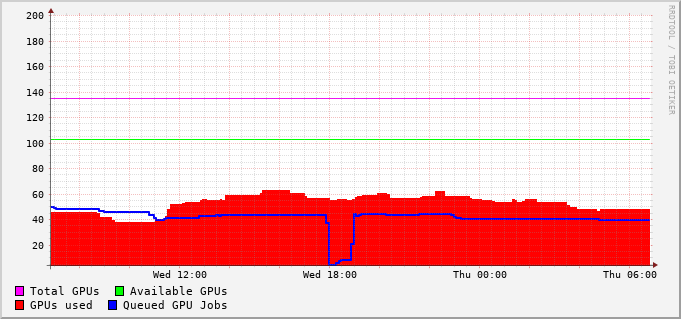 200
180
160
140
120
100
80
60
40
20
Wed 12:00 Wed 18:00 Thu 00:00 Thu 06:00
Total GPUs Available GPUs
GPUs used Queued GPU Jobs
RRDTOOL / TOBI OETIKER